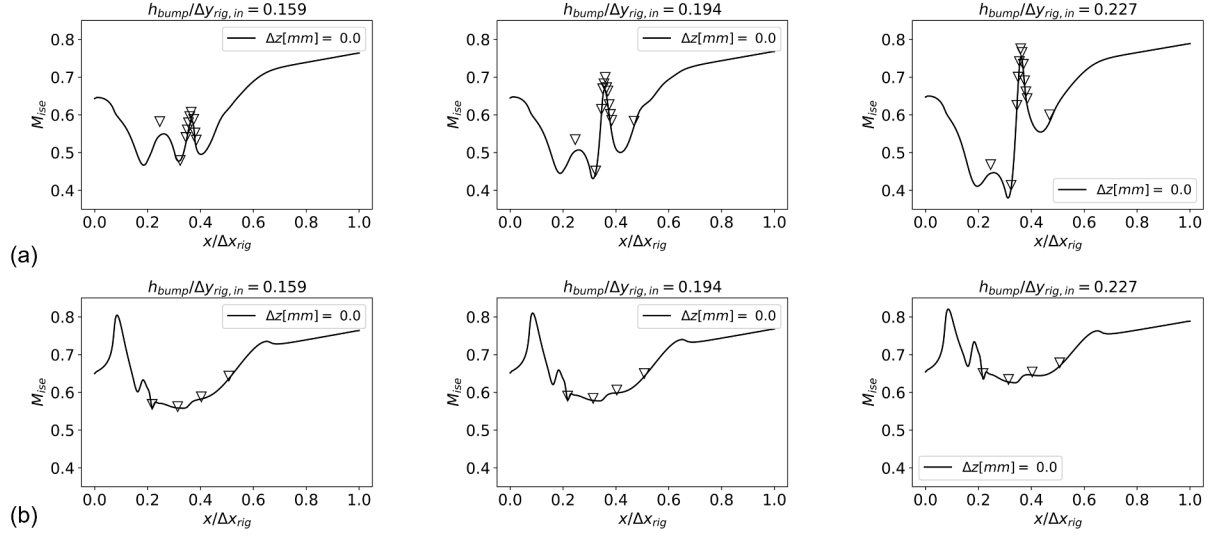 h_bump/Δy_rig,in = 0.159
h_bump/Δy_rig,in = 0.194
h_bump/Δy_rig,in = 0.227
0.8
0.7
0.6
0.5
0.4
M_ise
Δz[mm] = 0.0
0.0 0.2 0.4 0.6 0.8 1.0
x/Δx_rig
0.8
0.7
0.6
0.5
0.4
M_ise
Δz[mm] = 0.0
0.0 0.2 0.4 0.6 0.8 1.0
x/Δx_rig
0.8
0.7
0.6
0.5
0.4
M_ise
Δz[mm] = 0.0
0.0 0.2 0.4 0.6 0.8 1.0
x/Δx_rig
(a)
h_bump/Δy_rig,in = 0.159
h_bump/Δy_rig,in = 0.194
h_bump/Δy_rig,in = 0.227
0.8
0.7
0.6
0.5
0.4
M_ise
Δz[mm] = 0.0
0.0 0.2 0.4 0.6 0.8 1.0
x/Δx_rig
0.8
0.7
0.6
0.5
0.4
M_ise
Δz[mm] = 0.0
0.0 0.2 0.4 0.6 0.8 1.0
x/Δx_rig
0.8
0.7
0.6
0.5
0.4
M_ise
Δz[mm] = 0.0
0.0 0.2 0.4 0.6 0.8 1.0
x/Δx_rig
(b)